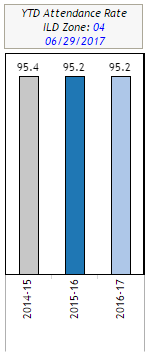 YTD Attendance Rate
ILD Zone: 04
06/29/2017
95.4 95.2 95.2
2014-15 2015-16 2016-17